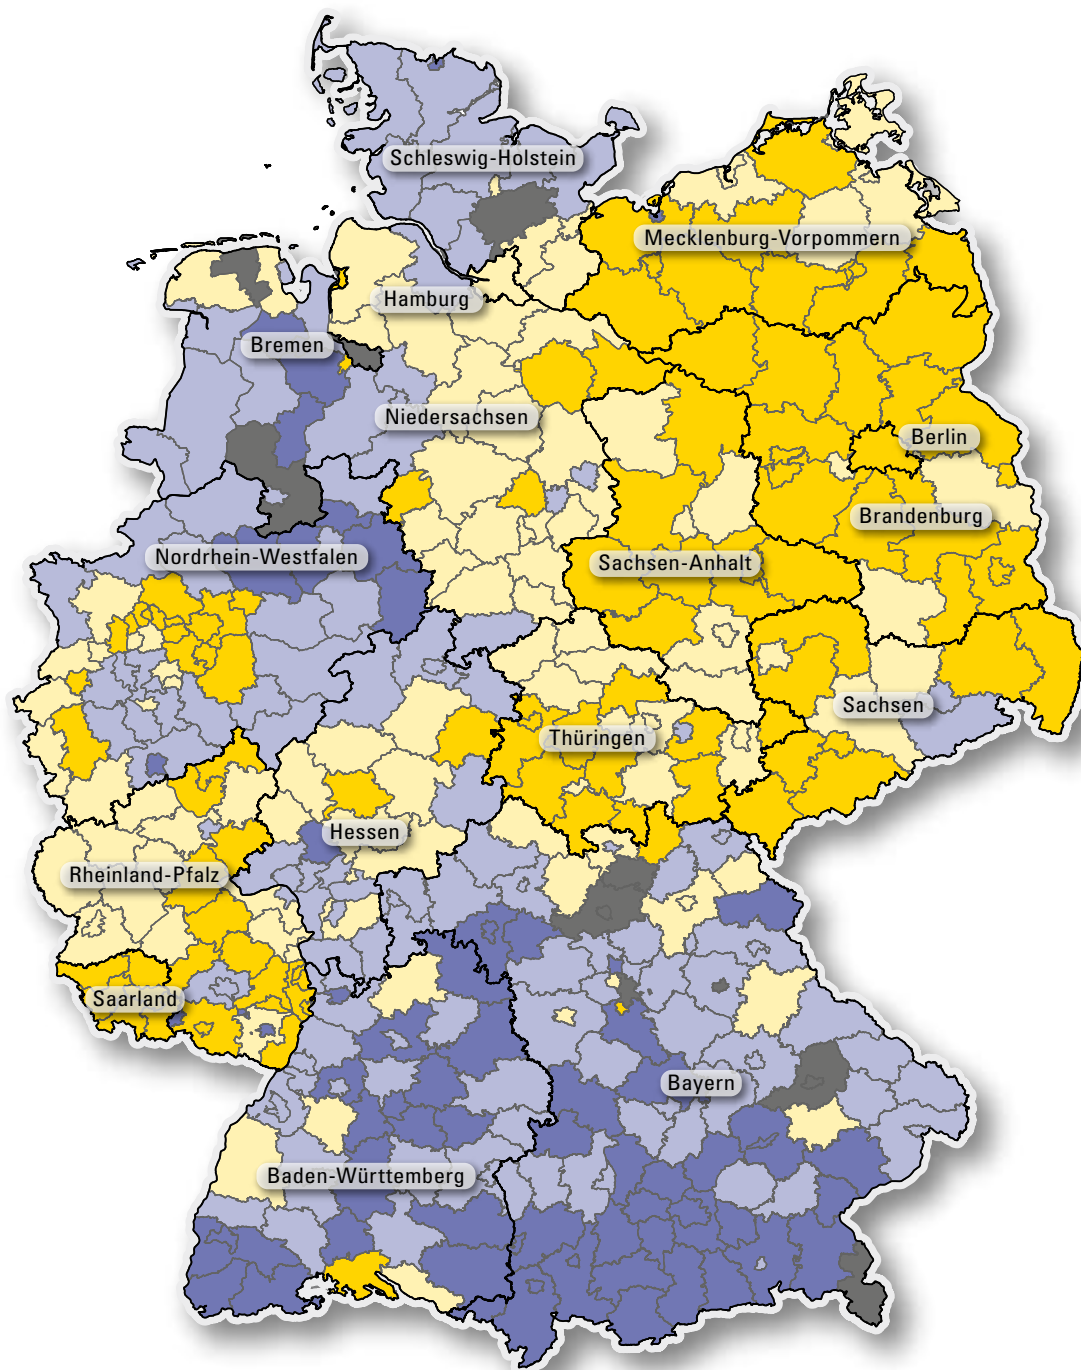 Schleswig-Holstein
Mecklenburg-Vorpommern
Hamburg
Bremen
Niedersachsen
Berlin
Brandenburg
Nordrhein-Westfalen
Sachsen-Anhalt
Sachsen
Thüringen
Hessen
Rheinland-Pfalz
Saarland
Bayern
Baden-Württemberg